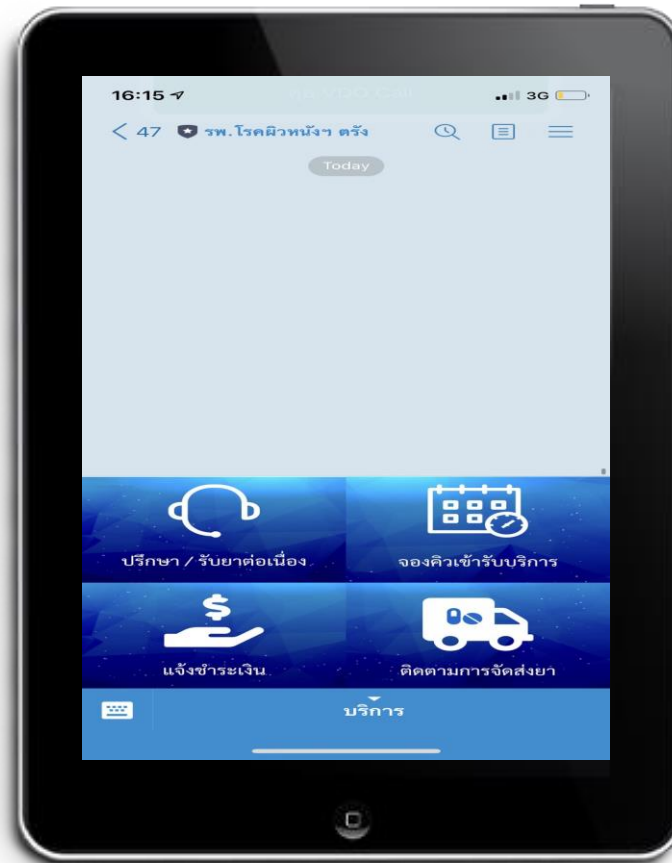 16:15
3G
47 รพ.โรคผิวหนังฯ ตรัง
Today
ปรึกษา / รับยาต่อเนื่อง
จองคิวเข้ารับบริการ
แจ้งชำระเงิน
ติดตามการจัดส่งยา
บริการ